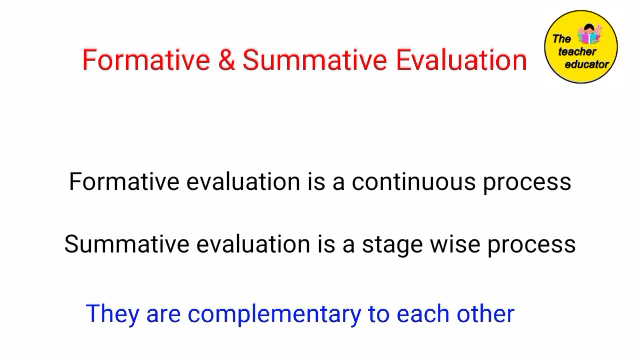 Formative & Summative Evaluation
The
teacher
educator
Formative evaluation is a continuous process
Summative evaluation is a stage wise process
They are complementary to each other